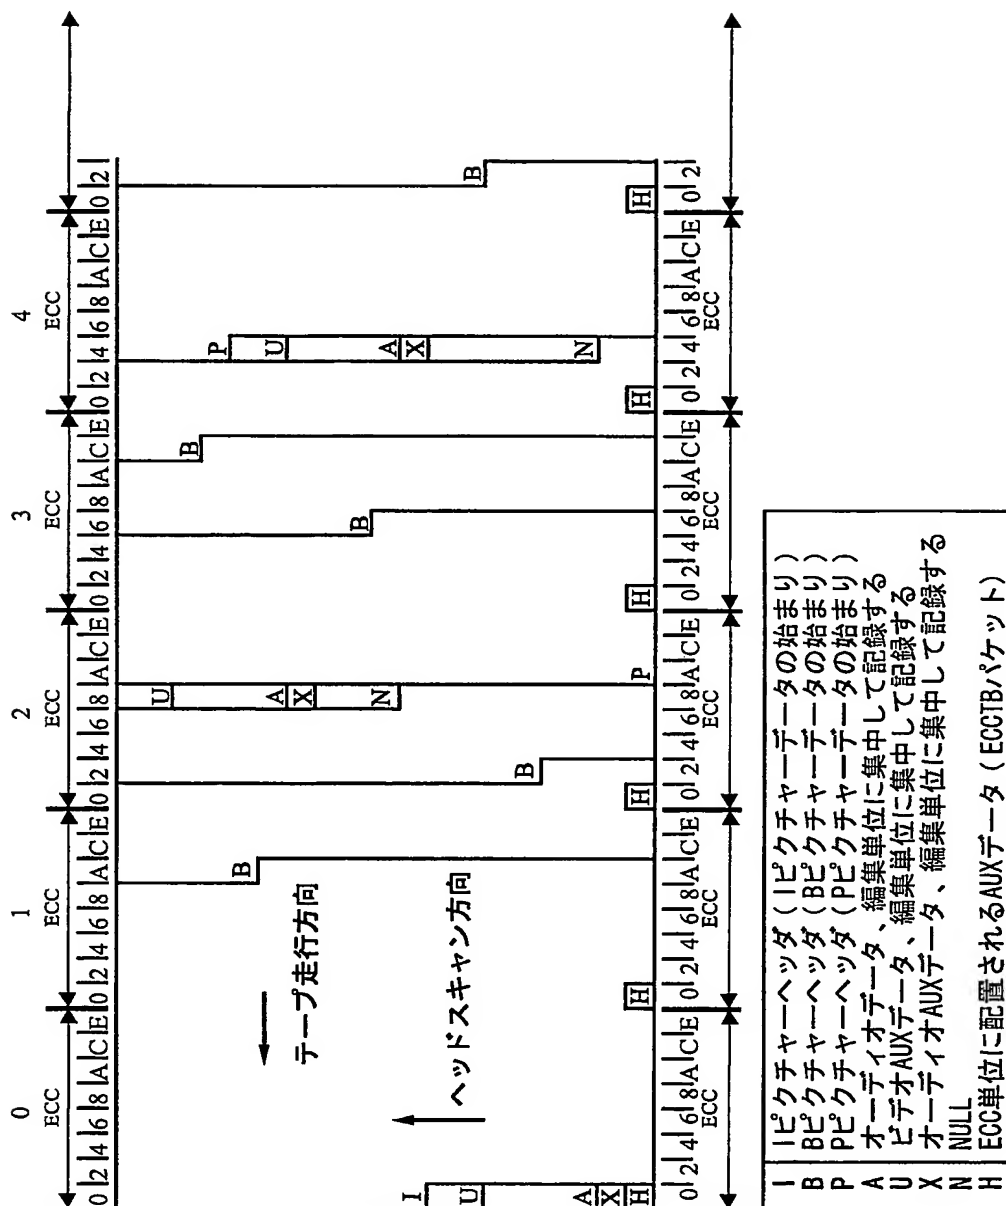 0 1 2 3 4
ECC ECC ECC ECC ECC
0 2 4 6 8 A C E 0 2 4 6 8 A C E 0 2 4 6 8 A C E 0 2 4 6 8 A C E 0 2 4 6 8 A C E 0 2
U
B
P
B
A U
X
テープ走行方向
B
N A
I X
ヘッドスキャン方向
U B
B
A N
X
H H H P H H H
0 2 4 6 8 A C E 0 2 4 6 8 A C E 0 2 4 6 8 A C E 0 2 4 6 8 A C E 0 2 4 6 8 A C E 0 2
ECC ECC ECC ECC ECC
I Iピクチャーヘッダ(Iピクチャーデータの始まり)
B Bピクチャーヘッダ(Bピクチャーデータの始まり)
P Pピクチャーヘッダ(Pピクチャーデータの始まり)
A オーディオデータ、編集単位に集中して記録する
U ビデオAUXデータ、編集単位に集中して記録する
X オーディオAUXデータ、編集単位に集中して記録する
N NULL
H ECC単位に配置されるAUXデータ(ECCTBパケット)